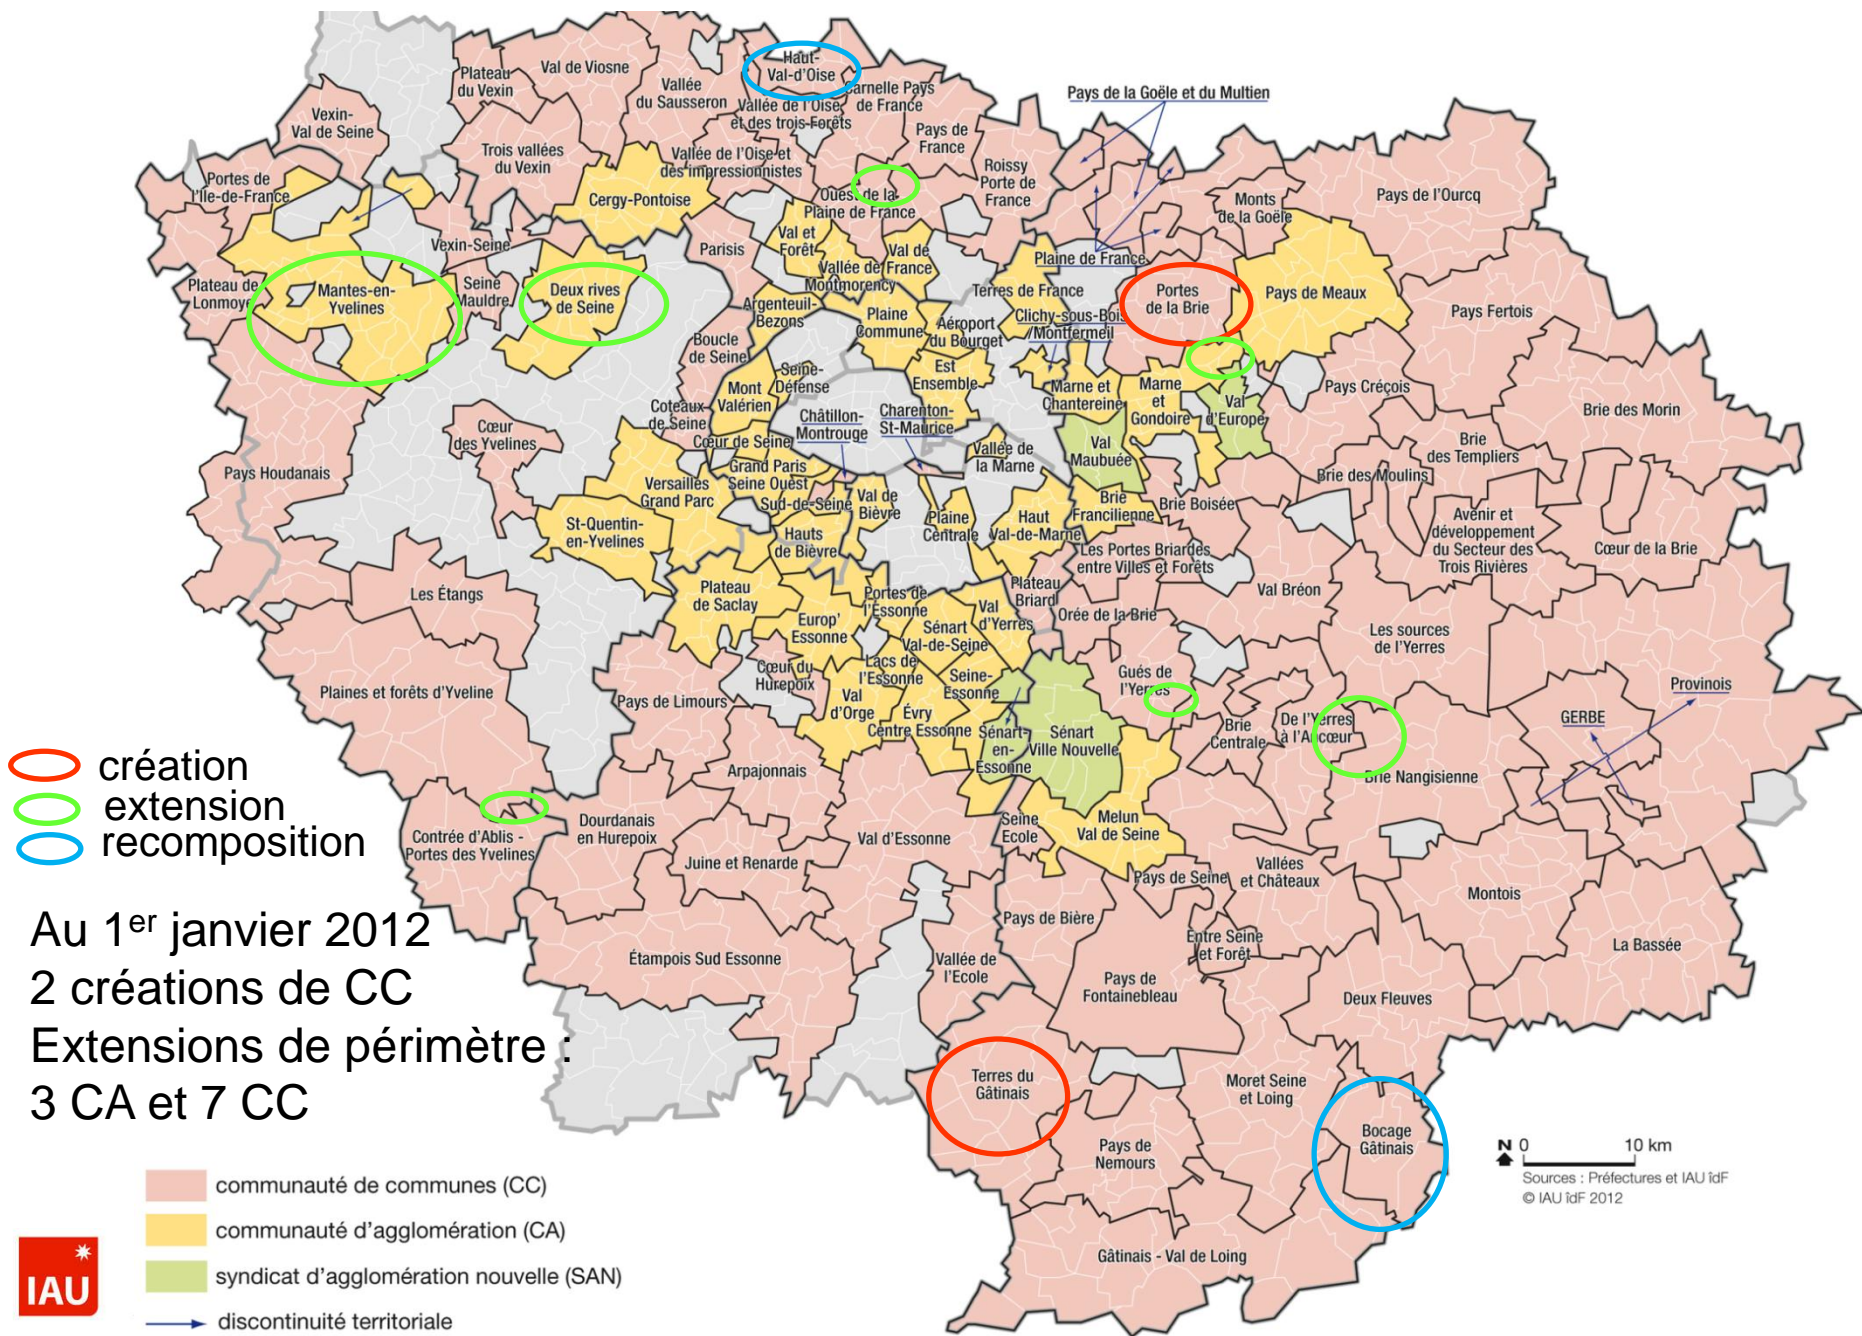 Haut-
Val-d'Oise
Plateau
du Vexin
Val de Viosne
Vallée
du Sausseron
Vallée de l'Oise
et des trois Forêts
Carnelle Pays
de France
Pays de la Goële et du Multien
Vexin-
Val de Seine
Trois vallées
du Vexin
Vallée de l'Oise et
des impressionnistes
Pays de
France
Roissy
Porte de
France
Portes de
l'Ile-de-France
Cergy-Pontoise
Ouest de la
Plaine de France
Monts
de la Goële
Pays de l'Ourcq
Vexin-Seine
Parisis
Val et
Forêt
Val de
France
Vallée de
Montmorency
Plaine de France
Plateau de
Lonmoye
Mantes-en-
Yvelines
Seine
Mauldre
Deux rives
de Seine
Argenteuil-
Bezons
Plaine
Commune
Terres de France
Aéroport
du Bourget
Clichy-sous-Bois
/Montfermeil
Portes
de la Brie
Pays de Meaux
Pays Fertois
Boucle
de Seine
Seine-
Défense
Mont
Valérien
Est
Ensemble
Marne et
Chantereine
Marne
et
Gondoire
Val
d'Europe
Pays Créçois
Brie des Morin
Coteaux
de Seine
Châtillon-
Montrouge
Charenton-
St-Maurice
Cœur
des Yvelines
Cœur de Seine
Vallée de
la Marne
Val
Maubuée
Brie
des Templiers
Pays Houdanais
Versailles
Grand Parc
Grand Paris
Seine Ouest
Sud-de-Seine
Val de
Bièvre
Brie des Moulins
Brie Boisée
Brie
Francilienne
St-Quentin-
en-Yvelines
Hauts
de Bièvre
Plaine
Centrale
Haut
Val-de-Marne
Avenir et
développement
du Secteur des
Trois Rivières
Cœur de la Brie
Les Portes Briardes
entre Villes et Forêts
Les Étangs
Plateau
de Saclay
Portes de
l'Essonne
Val
d'Yerres
Plateau
Briard
Orée de la Brie
Val Bréon
Europ'
Essonne
Sénart
Val-de-Seine
Les sources
de l'Yerres
Plaines et forêts d'Yveline
Pays de Limours
Cœur du
Hurepoix
Lacs de
l'Essonne
Seine-
Essonne
Gués de
l'Yerres
Provinois
Val
d'Orge
Évry
Centre Essonne
Sénart-
en-
Essonne
Sénart
Ville Nouvelle
Brie
Centrale
De l'Yerres
à l'Ancœur
GERBE
Brie Nangisienne
création
extension
recomposition
Arpajonnais
Contrée d'Ablis -
Portes des Yvelines
Dourdanais
en Hurepoix
Juine et Renarde
Val d'Essonne
Seine
Ecole
Melun
Val de Seine
Pays de Seine
Vallées
et Châteaux
Montois
La Bassée
Au 1er janvier 2012
2 créations de CC
Extensions de périmètre :
3 CA et 7 CC
Étampois Sud Essonne
Vallée de
l'Ecole
Pays de Bière
Entre Seine
et Forêt
Pays de
Fontainebleau
Deux Fleuves
Terres du
Gâtinais
Moret Seine
et Loing
Pays de
Nemours
Bocage
Gâtinais
Gâtinais - Val de Loing
N 0 10 km
Sources : Préfectures et IAU îdF
© IAU îdF 2012
communauté de communes (CC)
communauté d'agglomération (CA)
syndicat d'agglomération nouvelle (SAN)
discontinuité territoriale
IAU